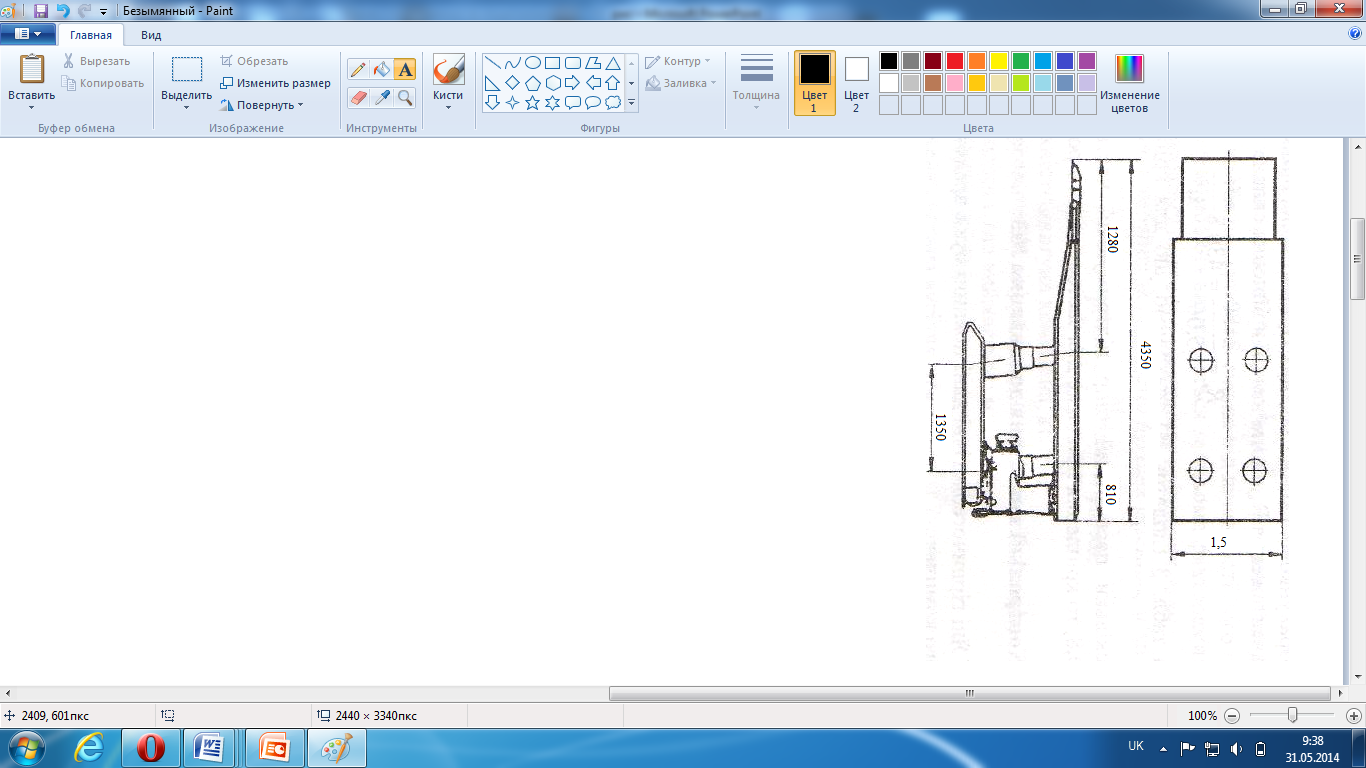 Безымянный - Paint
Главная
Вид
Вставить
Вырезать
Копировать
Буфер обмена
Выделить
Обрезать
Изменить размер
Повернуть
Изображение
A
Инструменты
Кисти
Контур
Заливка
Фигуры
Толщина
Цвет
1
Цвет
2
Изменение
цветов
Цвета
1280
4350
1350
810
1,5
2409, 601пкс
2440 × 3340пкс
100%
UK
9:38
31.05.2014